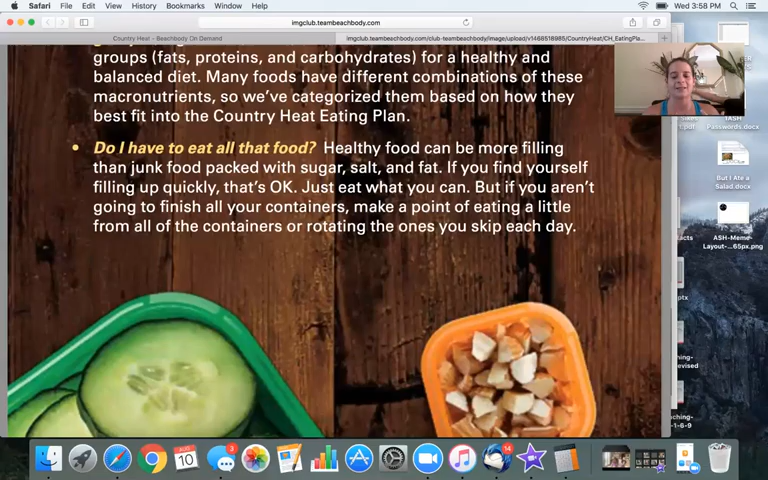 Safari File Edit View History Bookmarks Window Help
Wed 3:58 PM
imgclub.teambeachbody.com
Country Heat - Beachbody On Demand
imgclub.teambeachbody.com/club-teambeachbody/image/upload/v1466518985/CountryHeat/CH_EatingPla...
groups (fats, proteins, and carbohydrates) for a healthy and
balanced diet. Many foods have different combinations of these
macronutrients, so we’ve categorized them based on how they
best fit into the Country Heat Eating Plan.
• Do I have to eat all that food? Healthy food can be more filling
than junk food packed with sugar, salt, and fat. If you find yourself
filling up quickly, that’s OK. Just eat what you can. But if you aren’t
going to finish all your containers, make a point of eating a little
from all of the containers or rotating the ones you skip each day.
Passwords.docx
But I Ate a
Salad.docx
ASH-Meme-
Layout-...65px.png
AUG
10
3
14